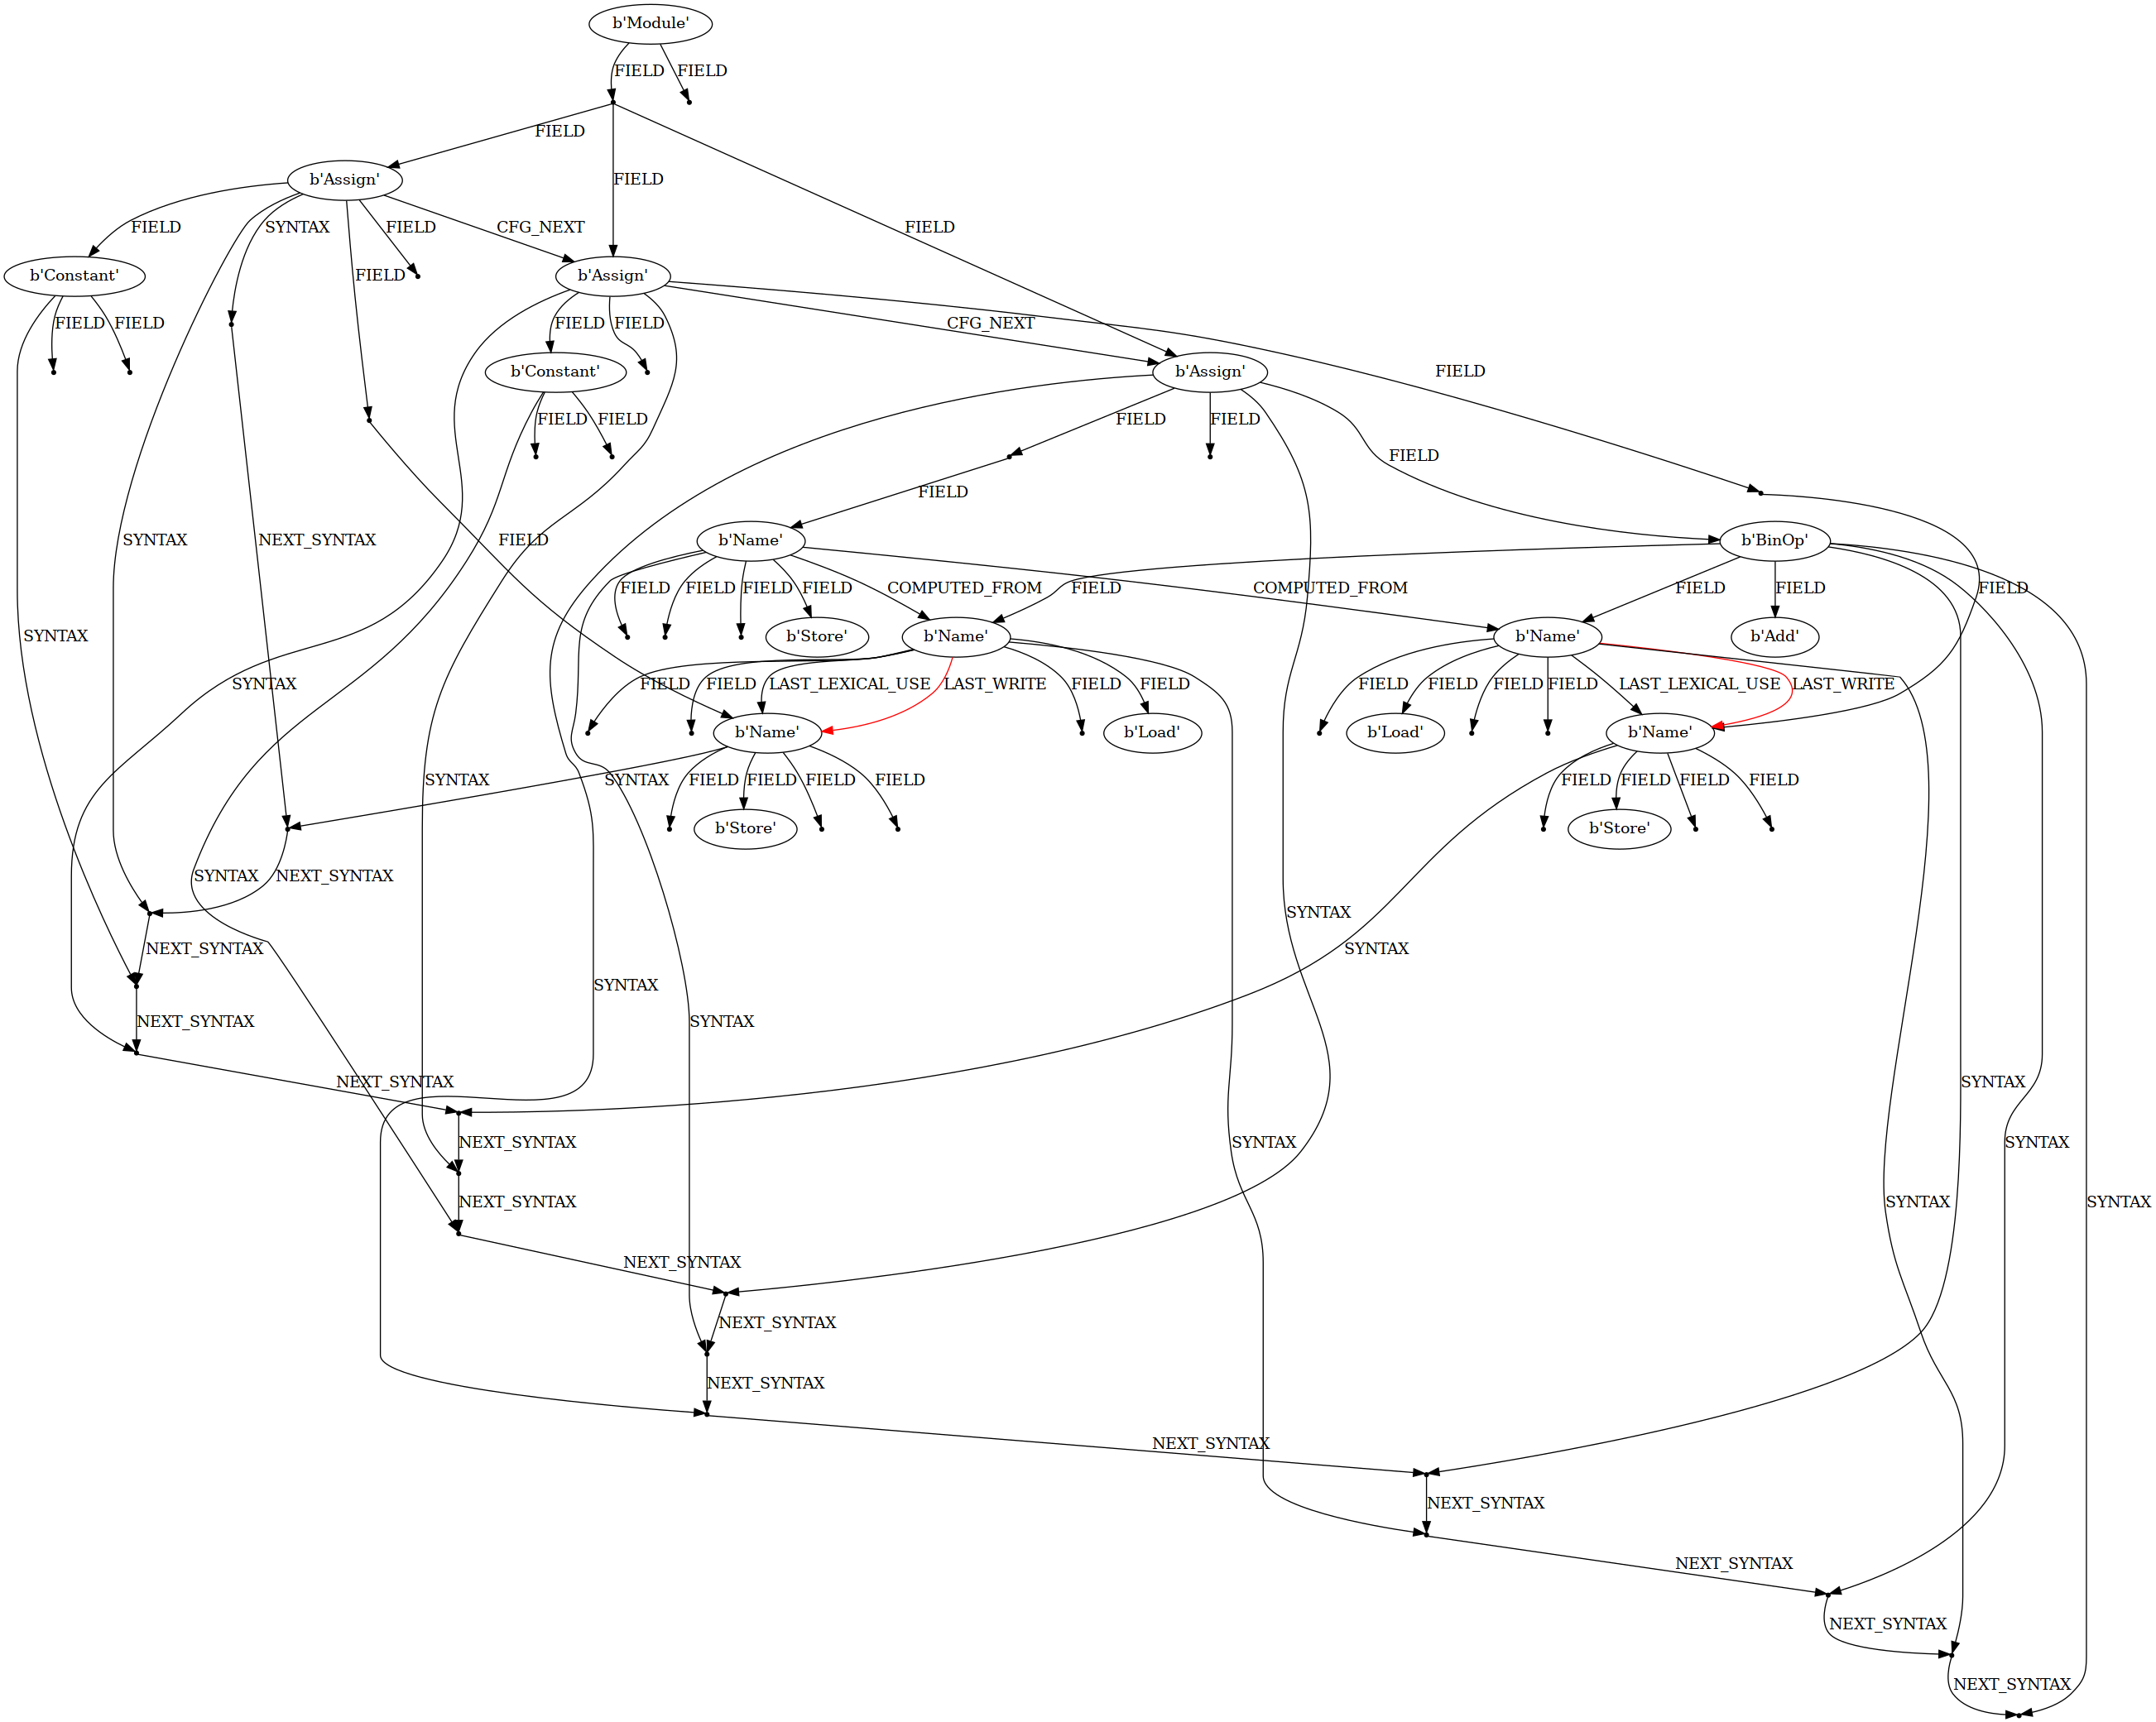 b'Module'
FIELD FIELD
FIELD
b'Assign' FIELD
FIELD SYNTAX FIELD CFG_NEXT FIELD
b'Constant' FIELD b'Assign'
FIELD FIELD FIELD FIELD CFG_NEXT
b'Constant' b'Assign' FIELD
FIELD FIELD FIELD FIELD FIELD
FIELD
SYNTAX NEXT_SYNTAX FIELD b'Name' b'BinOp'
FIELD FIELD FIELD FIELD COMPUTED_FROM FIELD COMPUTED_FROM FIELD FIELD FIELD
SYNTAX b'Store' b'Name' b'Name' b'Add'
SYNTAX FIELD FIELD LAST_LEXICAL_USE LAST_WRITE FIELD FIELD FIELD FIELD FIELD FIELD LAST_LEXICAL_USE LAST_WRITE
b'Name' b'Load' b'Load' b'Name'
SYNTAX SYNTAX FIELD FIELD FIELD FIELD FIELD FIELD FIELD FIELD
b'Store' b'Store'
SYNTAX NEXT_SYNTAX
SYNTAX
NEXT_SYNTAX SYNTAX
SYNTAX
NEXT_SYNTAX SYNTAX
NEXT_SYNTAX SYNTAX
NEXT_SYNTAX SYNTAX SYNTAX
NEXT_SYNTAX SYNTAX SYNTAX
NEXT_SYNTAX
NEXT_SYNTAX
NEXT_SYNTAX
NEXT_SYNTAX
NEXT_SYNTAX
NEXT_SYNTAX
NEXT_SYNTAX
NEXT_SYNTAX